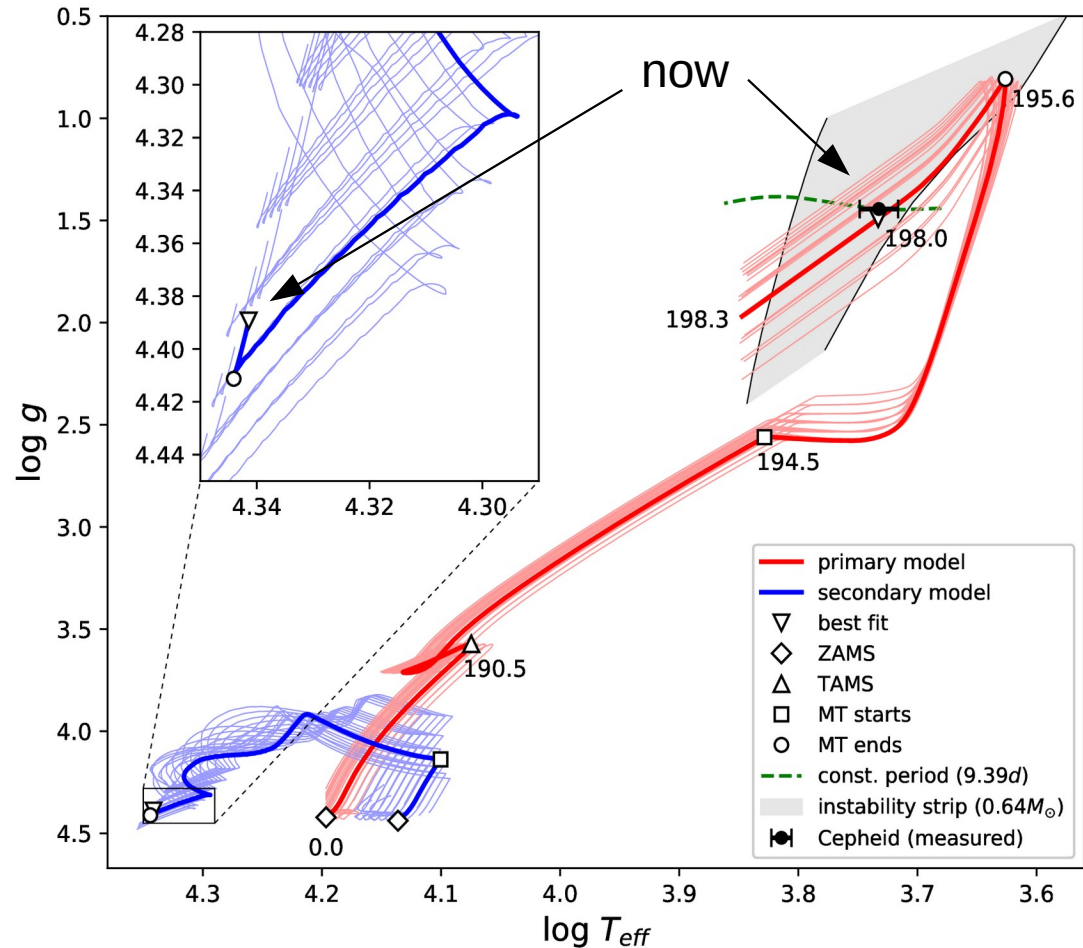 0.5
1.0
1.5
2.0
2.5
3.0
3.5
4.0
4.5
log g
4.28
4.30
4.32
4.34
4.36
4.38
4.40
4.42
4.44
4.34 4.32 4.30
now
195.6
198.0
198.3
194.5
190.5
0.0
primary model
secondary model
best fit
ZAMS
TAMS
MT starts
MT ends
const. period (9.39d)
instability strip (0.64M☉)
Cepheid (measured)
4.3 4.2 4.1 4.0 3.9 3.8 3.7 3.6
log T_eff